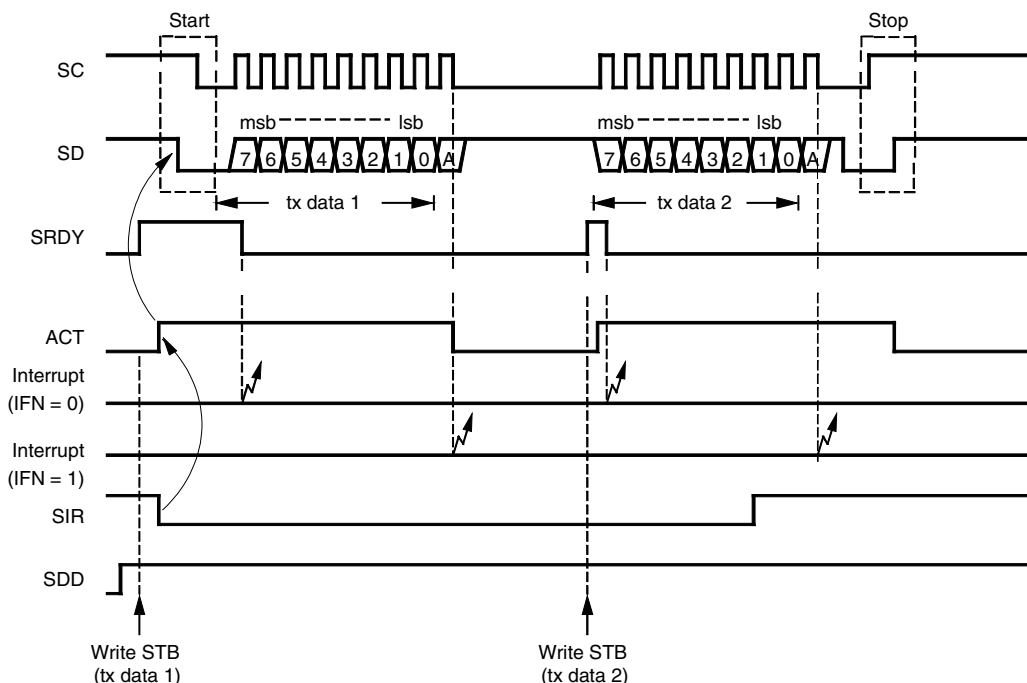 Start
Stop
SC
msb lsb
msb lsb
SD
7 6 5 4 3 2 1 0 A
7 6 5 4 3 2 1 0 A
tx data 1
tx data 2
SRDY
ACT
Interrupt
(IFN = 0)
Interrupt
(IFN = 1)
SIR
SDD
Write STB
(tx data 1)
Write STB
(tx data 2)